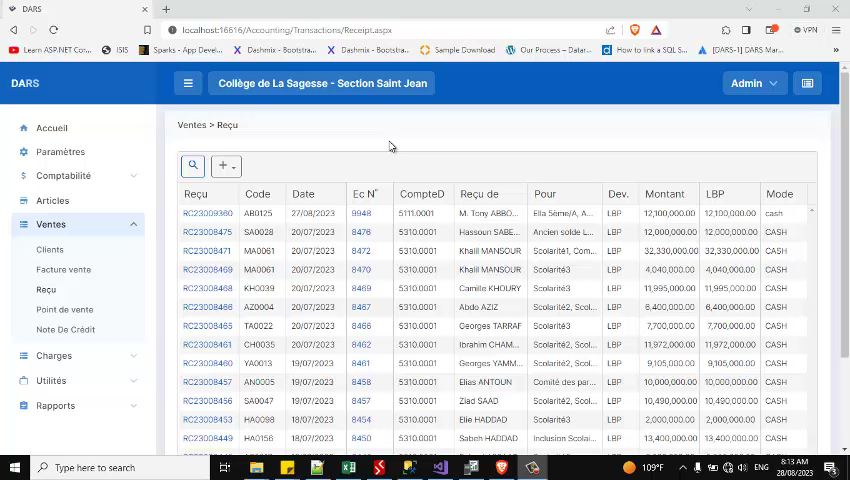 DARS
localhost:16616/Accounting/Transactions/Receipt.aspx
VPN
Learn ASP.NET Cor...
ISIS
Sparks - App Devel...
Dashmix - Bootstra...
Dashmix - Bootstra...
Sample Download
Our Process – Datar...
How to link a SQL S...
[DARS-1] DARS Mar...
DARS
Collège de La Sagesse - Section Saint Jean
Admin
Accueil
Paramètres
Comptabilité
Articles
Ventes
Clients
Facture vente
Reçu
Point de vente
Note De Crédit
Charges
Utilités
Rapports
Ventes > Reçu
Reçu Code Date Ec N° CompteD Reçu de Pour Dev. Montant LBP Mode
RC23009360 AB0125 27/08/2023 9948 5111.0001 M. Tony ABBO... Ella 5ème/A, A... LBP 12,100,000.00 12,100,000.00 cash
RC23008475 SA0028 20/07/2023 8476 5310.0001 Hassoun SABE... Ancien solde L... LBP 10,000,000.00 10,000,000.00 CASH
RC23008471 MA0061 20/07/2023 8472 5310.0001 Khalil MANSOUR Scolarité1, Com... LBP 32,330,000.00 32,330,000.00 CASH
RC23008469 MA0061 20/07/2023 8470 5310.0001 Khalil MANSOUR Scolarité3 LBP 4,040,000.00 4,040,000.00 CASH
RC23008468 KH0039 20/07/2023 8469 5310.0001 Camille KHOURY Scolarité3 LBP 11,995,000.00 11,995,000.00 CASH
RC23008466 AZ0004 20/07/2023 8467 5310.0001 Abdo AZIZ Scolarité2, Scol... LBP 6,400,000.00 6,400,000.00 CASH
RC23008465 TA0022 20/07/2023 8466 5310.0001 Georges TARRAF Scolarité3 LBP 7,700,000.00 7,700,000.00 CASH
RC23008461 CH0035 20/07/2023 8462 5310.0001 Ibrahim CHAM... Scolarité2, Scol... LBP 11,972,000.00 11,972,000.00 CASH
RC23008460 YA0013 19/07/2023 8461 5310.0001 Georges YAMM... Scolarité2, Scol... LBP 9,105,000.00 9,105,000.00 CASH
RC23008457 AN0005 19/07/2023 8458 5310.0001 Elias ANTOUN Comité des par... LBP 10,000,000.00 10,000,000.00 CASH
RC23008456 SA0047 19/07/2023 8457 5310.0001 Ziad SAAD Scolarité2, Scol... LBP 10,490,000.00 10,490,000.00 CASH
RC23008453 HA0098 18/07/2023 8454 5310.0001 Elie HADDAD Scolarité3 LBP 2,000,000.00 2,000,000.00 CASH
RC23008449 HA0156 18/07/2023 8450 5310.0001 Sabeh HADDAD Inclusion Scolai... LBP 13,400,000.00 13,400,000.00 CASH
Type here to search
109°F
ENG
8:13 AM
28/08/2023
3